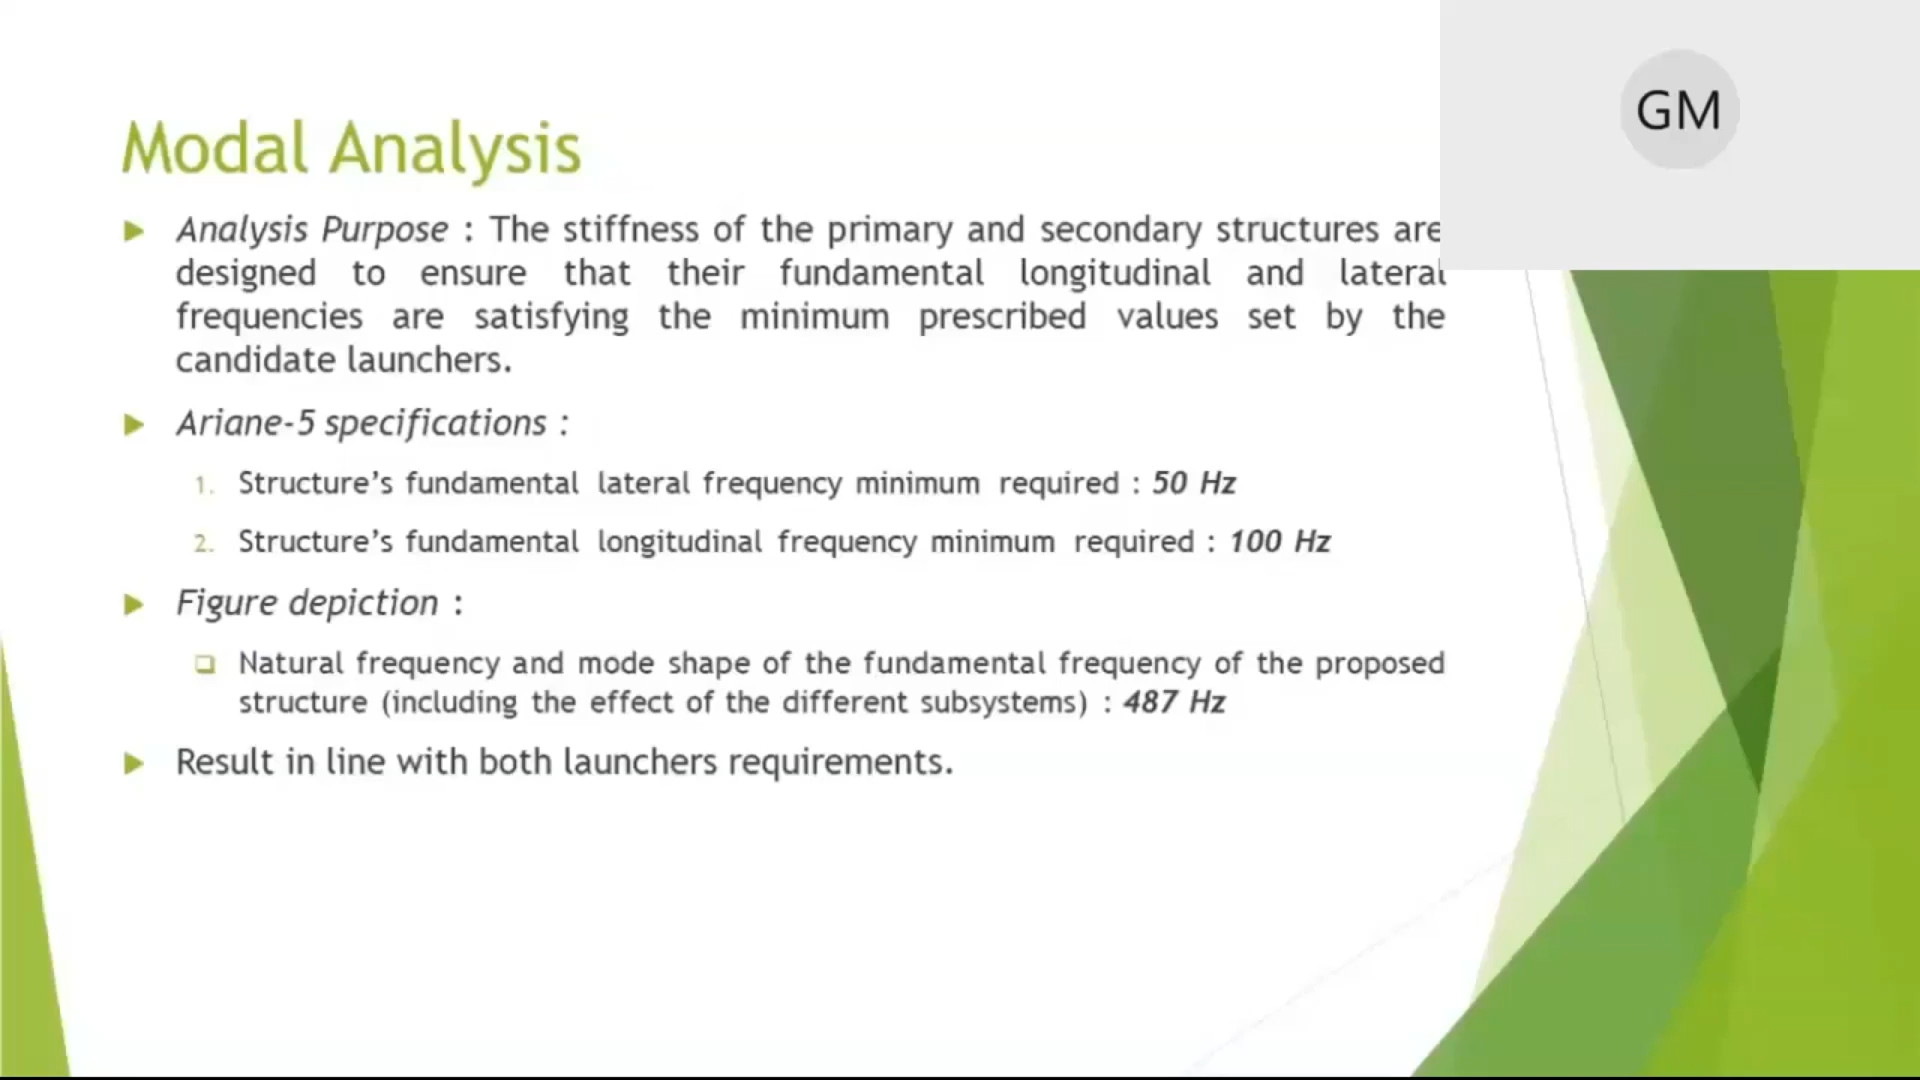 GM
Modal Analysis
Analysis Purpose : The stiffness of the primary and secondary structures are
designed to ensure that their fundamental longitudinal and lateral
frequencies are satisfying the minimum prescribed values set by the
candidate launchers.
Ariane-5 specifications :
1. Structure's fundamental lateral frequency minimum required : 50 Hz
2. Structure's fundamental longitudinal frequency minimum required : 100 Hz
Figure depiction :
Natural frequency and mode shape of the fundamental frequency of the proposed
structure (including the effect of the different subsystems) : 487 Hz
Result in line with both launchers requirements.